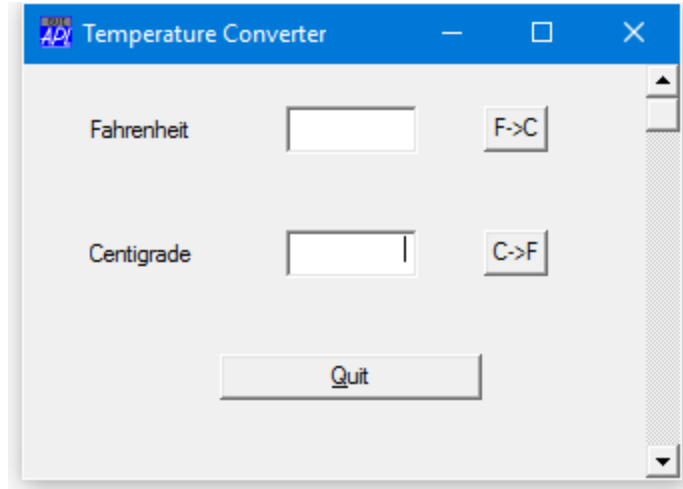 Temperature Converter
Fahrenheit F->C
Centigrade C->F
Quit